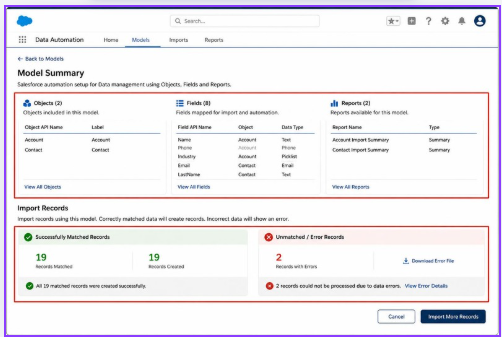 Search...
Data Automation Home Models Imports Reports
← Back to Models
Model Summary
Salesforce automation setup for Data management using Objects, Fields and Reports.
Objects (2)
Objects included in this model.
Object API Name Label
Account Account
Contact Contact
View All Objects
Fields (8)
Fields mapped for import and automation.
Field API Name Object Data Type
Name Account Text
Phone Account Phone
Industry Account Picklist
Email Contact Email
LastName Contact Text
View All Fields
Reports (2)
Reports available for this model.
Report Name Type
Account Import Summary Summary
Contact Import Summary Summary
View All Reports
Import Records
Import records using this model. Correctly matched data will create records. Incorrect data will show an error.
Successfully Matched Records
19 19
Records Matched Records Created
All 19 matched records were created successfully.
Unmatched / Error Records
2
Records with Errors
Download Error File
2 records could not be processed due to data errors. View Error Details
Cancel Import More Records